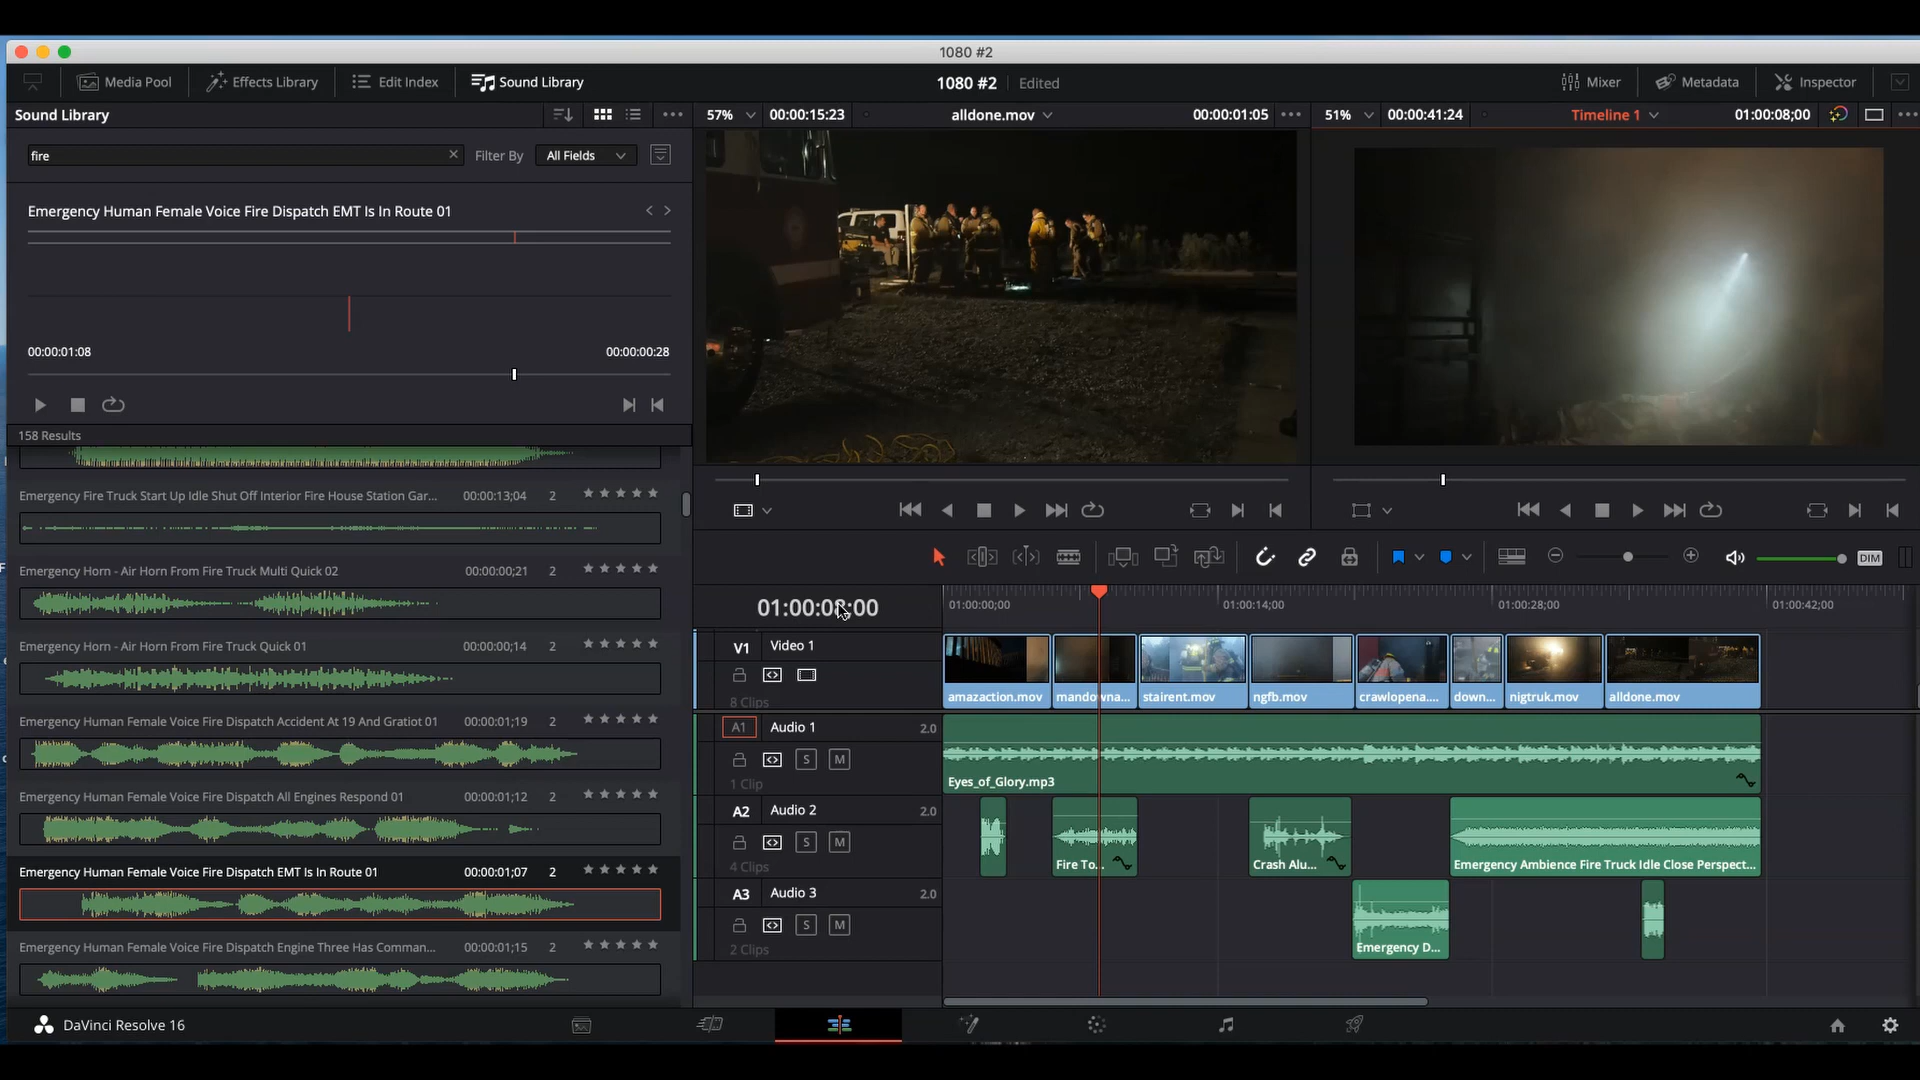 1080 #2
Media Pool
Effects Library
Edit Index
Sound Library
1080 #2
Edited
Mixer
Metadata
Inspector
Sound Library
57%
00:00:15:23
alldone.mov
00:00:01:05
51%
00:00:41:24
Timeline 1
01:00:08;00
fire
Filter By
All Fields
Emergency Human Female Voice Fire Dispatch EMT Is In Route 01
00:00:01:08
00:00:00:28
158 Results
Emergency Fire Truck Start Up Idle Shut Off Interior Fire House Station Gar...
00:00:13;04
2
Emergency Horn - Air Horn From Fire Truck Multi Quick 02
00:00:00;21
2
Emergency Horn - Air Horn From Fire Truck Quick 01
00:00:00;14
2
Emergency Human Female Voice Fire Dispatch Accident At 19 And Gratiot 01
00:00:01;19
2
Emergency Human Female Voice Fire Dispatch All Engines Respond 01
00:00:01;12
2
Emergency Human Female Voice Fire Dispatch EMT Is In Route 01
00:00:01;07
2
Emergency Human Female Voice Fire Dispatch Engine Three Has Comman...
00:00:01;15
2
DIM
01:00:08:00
01:00:00;00
01:00:14;00
01:00:28;00
01:00:42;00
V1
Video 1
8 Clips
amazaction.mov
mandowna...
stairent.mov
ngfb.mov
crawlopena....
down...
nigtruk.mov
alldone.mov
A1
Audio 1
2.0
S
M
1 Clip
Eyes_of_Glory.mp3
A2
Audio 2
2.0
S
M
4 Clips
Fire To...
Crash Alu...
Emergency Ambience Fire Truck Idle Close Perspect...
A3
Audio 3
2.0
S
M
2 Clips
Emergency D...
DaVinci Resolve 16